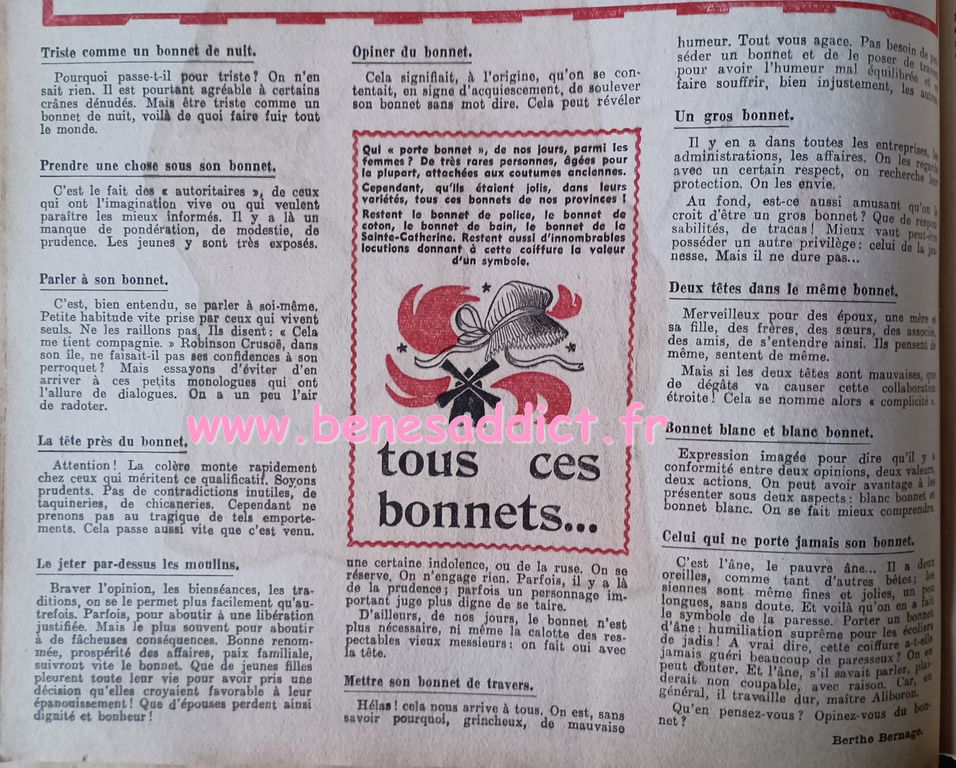 Triste comme un bonnet de nuit.
Pourquoi passe-t-il pour triste? On n'en
sait rien. Il est pourtant agréable à certains
crânes dénudés. Mais être triste comme un
bonnet de nuit, voilà de quoi faire fuir tout
le monde.
Prendre une chose sous son bonnet.
C'est le fait des « autoritaires », de ceux
qui ont l'imagination vive ou qui veulent
paraître les mieux informés. Il y a là un
manque de pondération, de modestie, de
prudence. Les jeunes y sont très exposés.
Parler à son bonnet.
C'est, bien entendu, se parler à soi-même.
Petite habitude vite prise par ceux qui vivent
seuls. Ne les raillons pas. Ils disent : « Cela
me tient compagnie. » Robinson Crusoë, dans
son île, ne faisait-il pas ses confidences à son
perroquet? Mais essayons d'éviter d'en
arriver à ces petits monologues qui ont
l'allure de dialogues. On a un peu l'air
de radoter.
La tête près du bonnet.
Attention! La colère monte rapidement
chez ceux qui méritent ce qualificatif. Soyons
prudents. Pas de contradictions inutiles, de
taquineries, de chicaneries. Cependant ne
prenons pas au tragique de tels emporte-
ments. Cela passe aussi vite que c'est venu.
Le jeter par-dessus les moulins.
Braver l'opinion, les bienséances, les tra-
ditions, on se le permet plus facilement qu'au-
trefois. Parfois, pour aboutir à une libération
justifiée. Mais le plus souvent pour aboutir
à de fâcheuses conséquences. Bonne renom-
mée, prospérité des affaires, paix familiale,
suivront vite le bonnet. Que de jeunes filles
pleurent toute leur vie pour avoir pris une
décision qu'elles croyaient favorable à leur
épanouissement! Que d'épouses perdent ainsi
dignité et bonheur!
Opiner du bonnet.
Cela signifiait, à l'origine, qu'on se con-
tentait, en signe d'acquiescement, de soulever
son bonnet sans mot dire. Cela peut révéler
Qui « porte bonnet », de nos jours, parmi les
femmes? De très rares personnes, âgées pour
la plupart, attachées aux coutumes anciennes.
Cependant, qu'ils étaient jolis, dans leurs
variétés, tous ces bonnets de nos provinces!
Restent le bonnet de police, le bonnet de
coton, le bonnet de bain, le bonnet de la
Sainte-Catherine. Restent aussi d'innombrables
locutions donnant à cette coiffure la valeur
d'un symbole.
www.benesaddict.fr
tous ces
bonnets...
une certaine indolence, ou de la ruse. On se
réserve. On n'engage rien. Parfois, il y a là
de la prudence; parfois un personnage im-
portant juge plus digne de se taire.
D'ailleurs, de nos jours, le bonnet n'est
plus nécessaire, ni même la calotte des res-
pectables vieux messieurs: on fait oui avec
la tête.
Mettre son bonnet de travers.
Hélas! cela nous arrive à tous. On est, sans
savoir pourquoi, grincheux, de mauvaise
humeur. Tout vous agace. Pas besoin de
séder un bonnet et de le poser de
pour avoir l'humeur mal équilibrée et
faire souffrir, bien injustement, les
Un gros bonnet.
Il y en a dans toutes les entreprises,
administrations, les affaires. On les
avec un certain respect, on recherche leur
protection. On les envie.
Au fond, est-ce aussi amusant qu'on
croit d'être un gros bonnet? Que de
sabilités, de tracas! Mieux vaut
posséder un autre privilège: celui de la
nesse. Mais il ne dure pas...
Deux têtes dans le même bonnet.
Merveilleux pour des époux, une mère et
sa fille, des frères, des sœurs, des
des amis, de s'entendre ainsi. Ils pensent de
même, sentent de même.
Mais si les deux têtes sont mauvaises,
de dégâts va causer cette
étroite! Cela se nomme alors « complicité ».
Bonnet blanc et blanc bonnet.
Expression imagée pour dire qu'il y a
conformité entre deux opinions, deux valeurs,
deux actions. On peut avoir avantage à les
présenter sous deux aspects: blanc bonnet et
bonnet blanc. On se fait mieux comprendre.
Celui qui ne porte jamais son bonnet.
C'est l'âne, le pauvre âne... Il a deux
oreilles, comme tant d'autres bêtes; les
siennes sont même fines et jolies, un peu
longues, sans doute. Et voilà qu'on en a fait
le symbole de la paresse. Porter un bonnet
d'âne: humiliation suprême pour les écoliers
de jadis! A vrai dire, cette coiffure a-t-elle
jamais guéri beaucoup de paresseux? On en
peut douter. Et l'âne, s'il savait parler, plai-
derait non coupable, avec raison. Car, en
général, il travaille dur, maître Aliboron.
Qu'en pensez-vous? Opinez-vous du bon-
net?
Berthe Bernage.